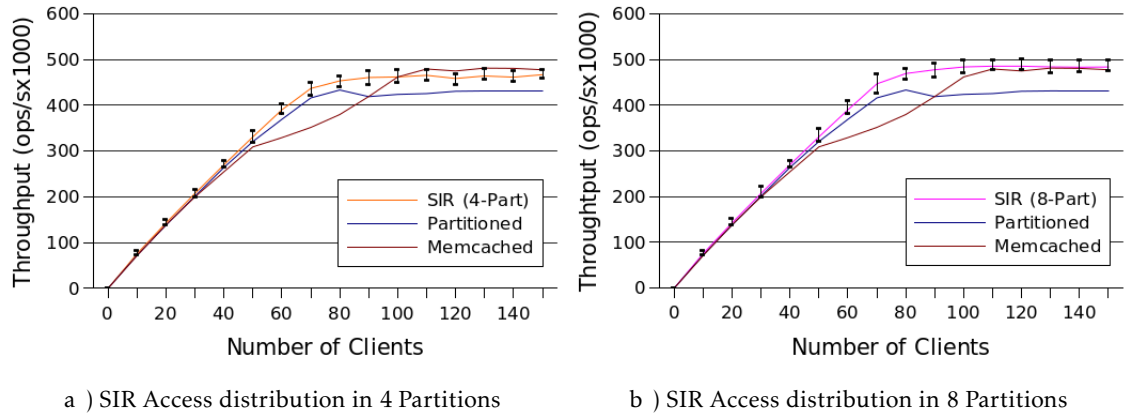 Throughput (ops/sx1000)
600
500
400
300
200
100
0
SIR (4-Part)
Partitioned
Memcached
0 20 40 60 80 100 120 140
Number of Clients
a ) SIR Access distribution in 4 Partitions
Throughtput (ops/sx1000)
600
500
400
300
200
100
0
SIR (8-Part)
Partitioned
Memcached
0 20 40 60 80 100 120 140
Number of Clients
b ) SIR Access distribution in 8 Partitions